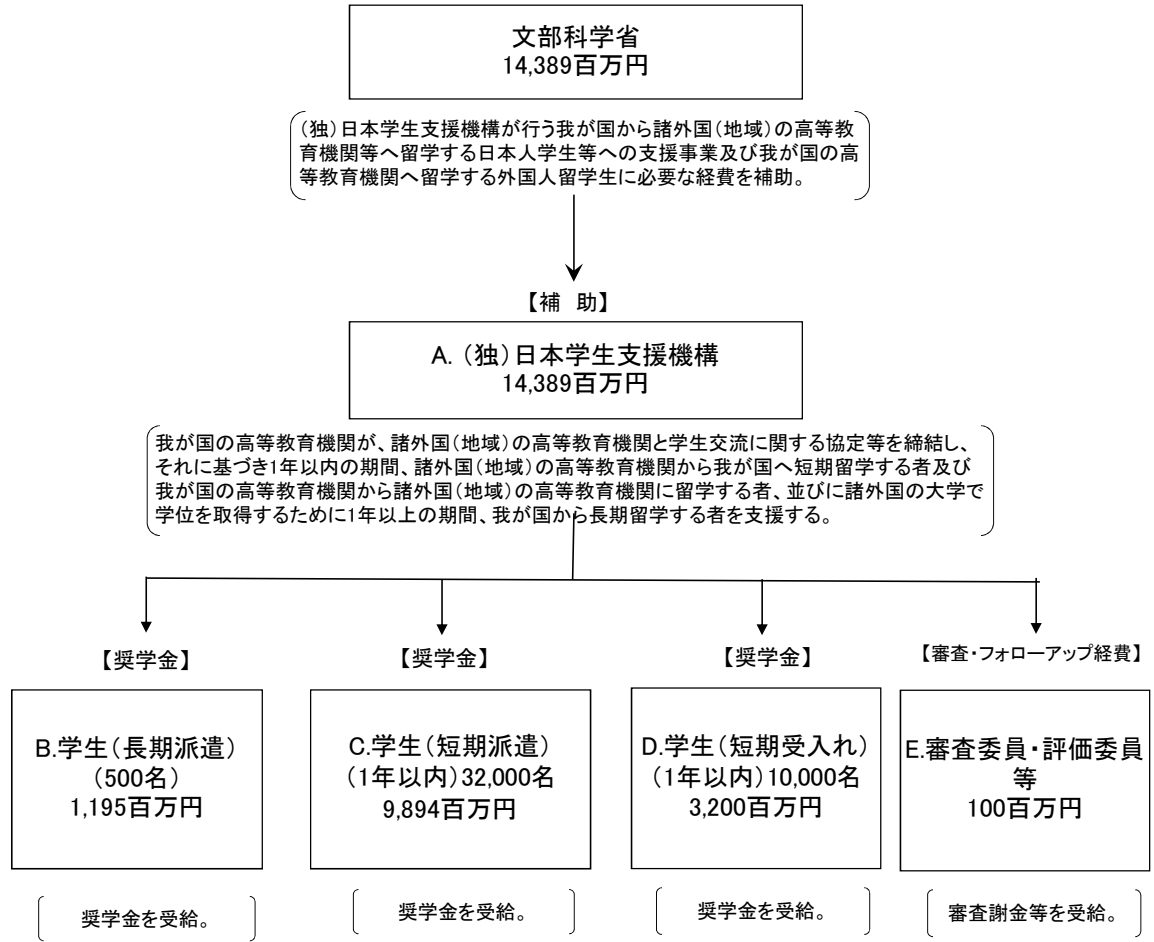 文部科学省
14,389百万円
(独)日本学生支援機構が行う我が国から諸外国(地域)の高等教
育機関等へ留学する日本人学生等への支援事業及び我が国の高
等教育機関へ留学する外国人留学生に必要な経費を補助。
【補　助】
A. (独)日本学生支援機構
14,389百万円
我が国の高等教育機関が、諸外国(地域)の高等教育機関と学生交流に関する協定等を締結し、
それに基づき1年以内の期間、諸外国(地域)の高等教育機関から我が国へ短期留学する者及び
我が国の高等教育機関から諸外国(地域)の高等教育機関に留学する者、並びに諸外国の大学で
学位を取得するために1年以上の期間、我が国から長期留学する者を支援する。
【奨学金】
B.学生(長期派遣)
(500名)
1,195百万円
奨学金を受給。
【奨学金】
C.学生(短期派遣)
(1年以内)32,000名
9,894百万円
奨学金を受給。
【奨学金】
D.学生(短期受入れ)
(1年以内)10,000名
3,200百万円
奨学金を受給。
【審査・フォローアップ経費】
E.審査委員・評価委員
等
100百万円
審査謝金等を受給。